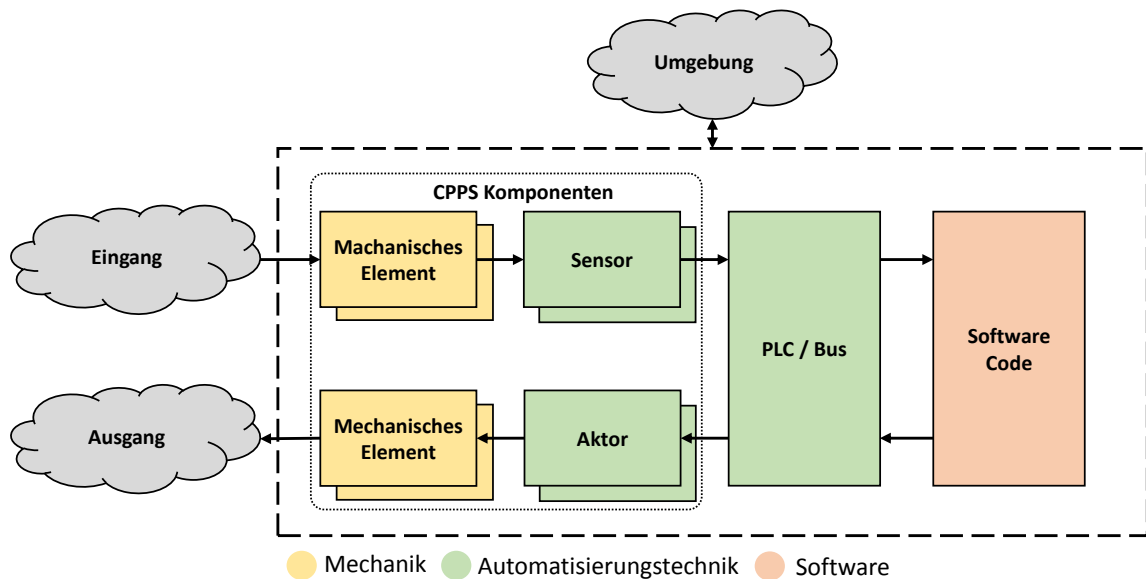 Umgebung
CPPS Komponenten
Eingang
Machanisches
Element
Sensor
PLC / Bus
Software
Code
Ausgang
Mechanisches
Element
Aktor
Mechanik
Automatisierungstechnik
Software